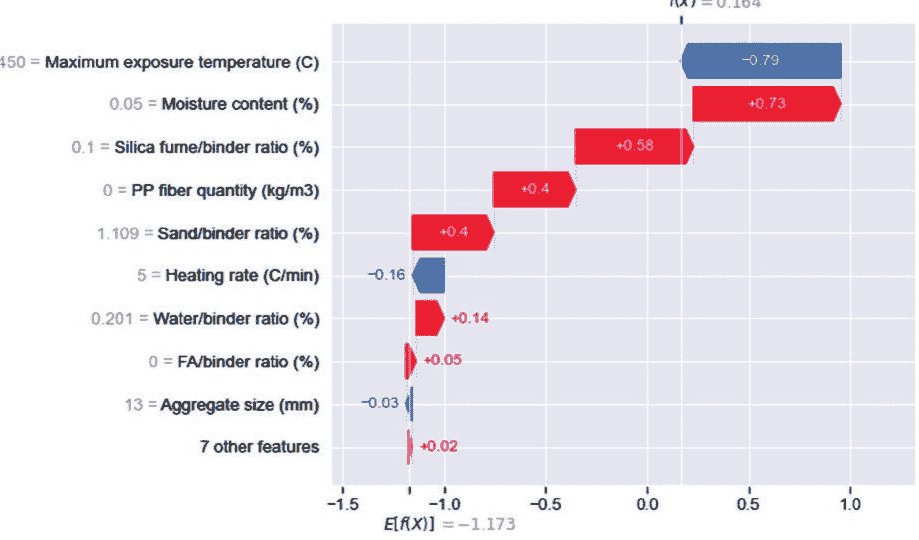 f(x) = 0.164
450 = Maximum exposure temperature (C)
−0.79
0.05 = Moisture content (%)
+0.73
0.1 = Silica fume/binder ratio (%)
+0.58
0 = PP fiber quantity (kg/m3)
+0.4
1.109 = Sand/binder ratio (%)
+0.4
5 = Heating rate (C/min)
−0.16
0.201 = Water/binder ratio (%)
+0.14
0 = FA/binder ratio (%)
+0.05
13 = Aggregate size (mm)
−0.03
7 other features
+0.02
−1.5 −1.0 −0.5 0.0 0.5 1.0
E[f(X)] = −1.173